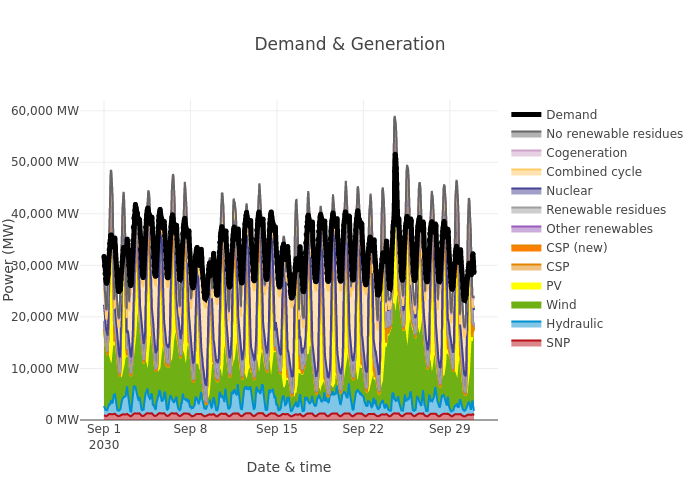 Demand & Generation
60,000 MW
50,000 MW
40,000 MW
30,000 MW
20,000 MW
10,000 MW
0 MW
Power (MW)
Sep 1
2030
Sep 8
Sep 15
Sep 22
Sep 29
Date & time
Demand
No renewable residues
Cogeneration
Combined cycle
Nuclear
Renewable residues
Other renewables
CSP (new)
CSP
PV
Wind
Hydraulic
SNP